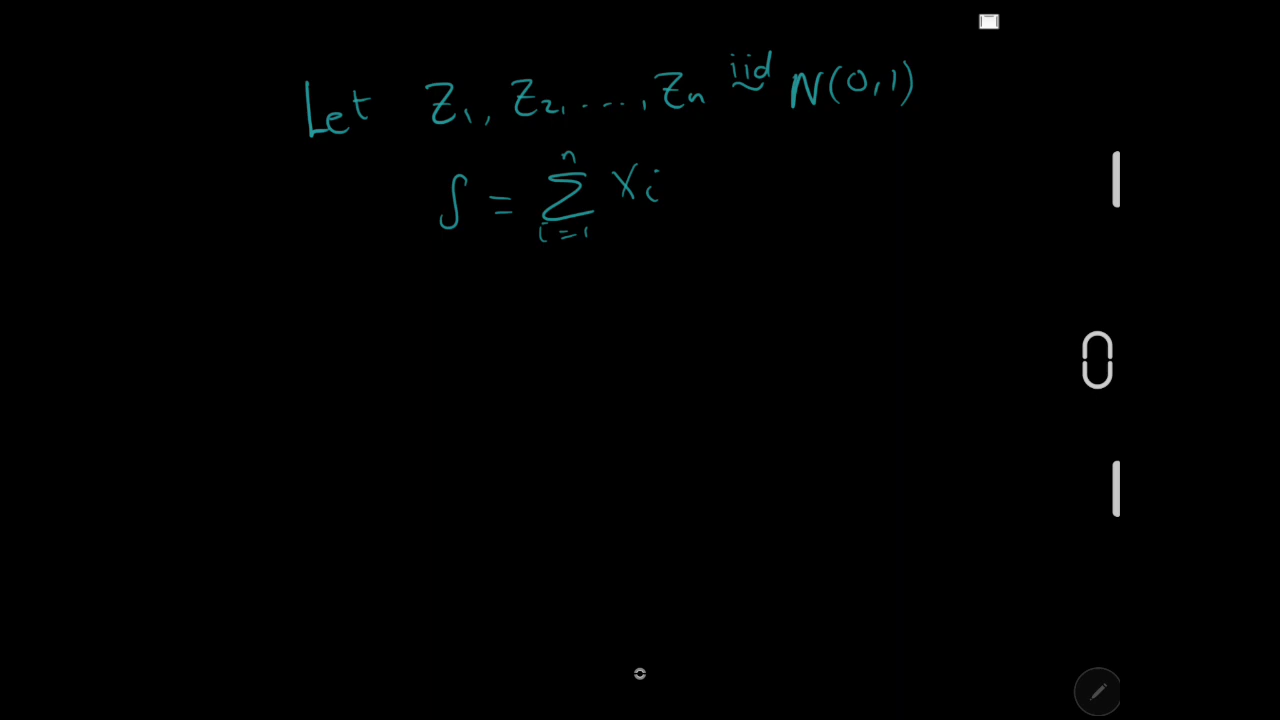 Let Z₁, Z₂, ...., Zₙ iid ~ N(0,1)
S = ∑ᵢ₌₁ⁿ Xᵢ